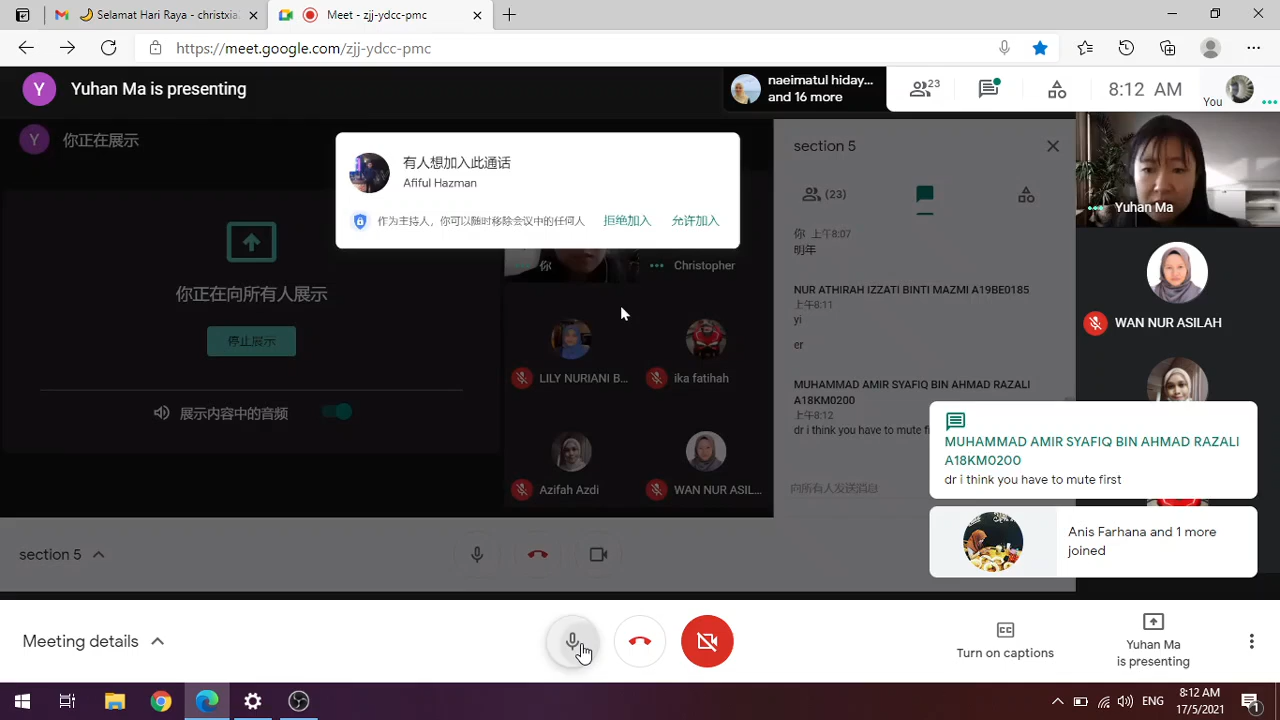 Selamat Hari Raya - christxia
Meet - zjj-ydcc-pmc
https://meet.google.com/zjj-ydcc-pmc
Y
Yuhan Ma is presenting
naeimatul hiday...
and 16 more
23
8:12 AM
You
Y
你正在展示
有人想加入此通话
Afiful Hazman
作为主持人，你可以随时移除会议中的任何人
拒绝加入
允许加入
你
Christopher
你正在向所有人展示
停止展示
展示内容中的音频
LILY NURIANI B...
ika fatihah
Azifah Azdi
WAN NUR ASIL...
section 5
(23)
你 上午8:07
明年
NUR ATHIRAH IZZATI BINTI MAZMI A19BE0185
上午8:11
yi
er
MUHAMMAD AMIR SYAFIQ BIN AHMAD RAZALI
A18KM0200
上午8:12
dr i think you have to mute fi
向所有人发送消息
section 5
Yuhan Ma
WAN NUR ASILAH
MUHAMMAD AMIR SYAFIQ BIN AHMAD RAZALI
A18KM0200
dr i think you have to mute first
Anis Farhana and 1 more
joined
Meeting details
CC
Turn on captions
Yuhan Ma
is presenting
ENG
8:12 AM
17/5/2021
1